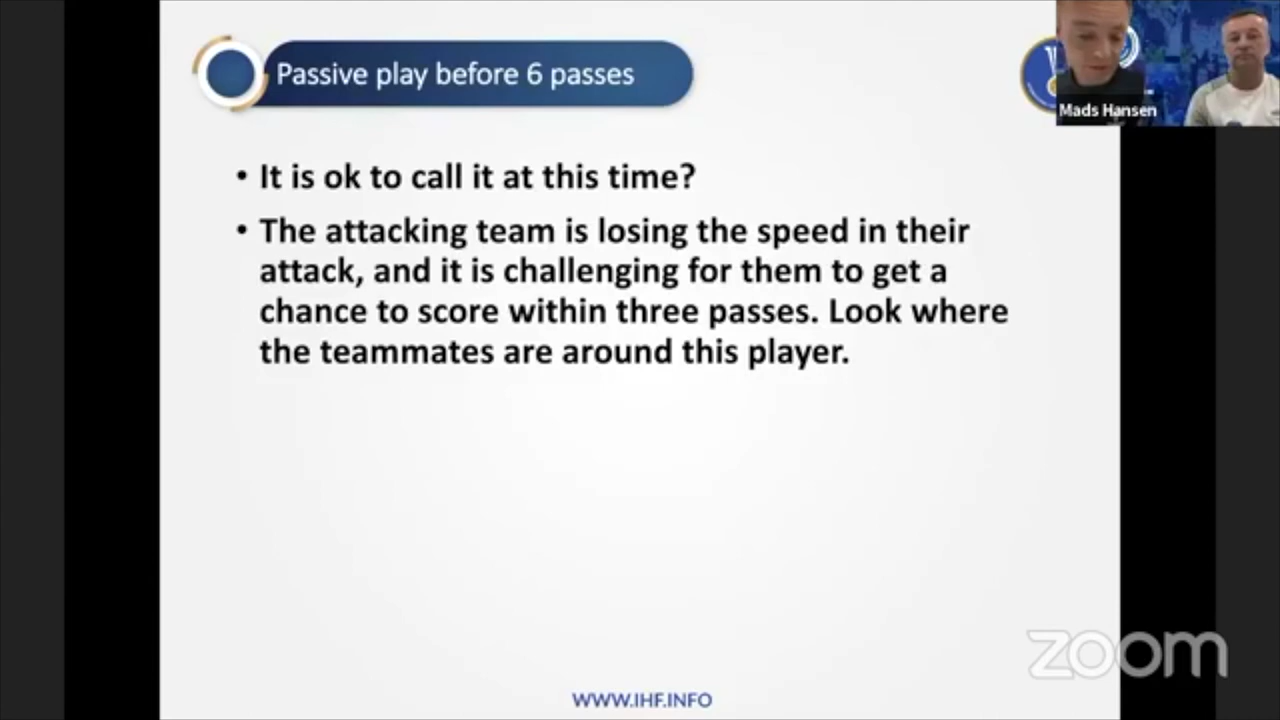 Passive play before 6 passes
Mads Hansen
• It is ok to call it at this time?
• The attacking team is losing the speed in their
attack, and it is challenging for them to get a
chance to score within three passes. Look where
the teammates are around this player.
zoom
WWW.IHF.INFO